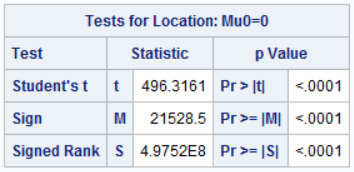 Tests for Location: Mu0=0
Test Statistic p Value
Student's t t 496.3161 Pr > |t| <.0001
Sign M 21528.5 Pr >= |M| <.0001
Signed Rank S 4.9752E8 Pr >= |S| <.0001